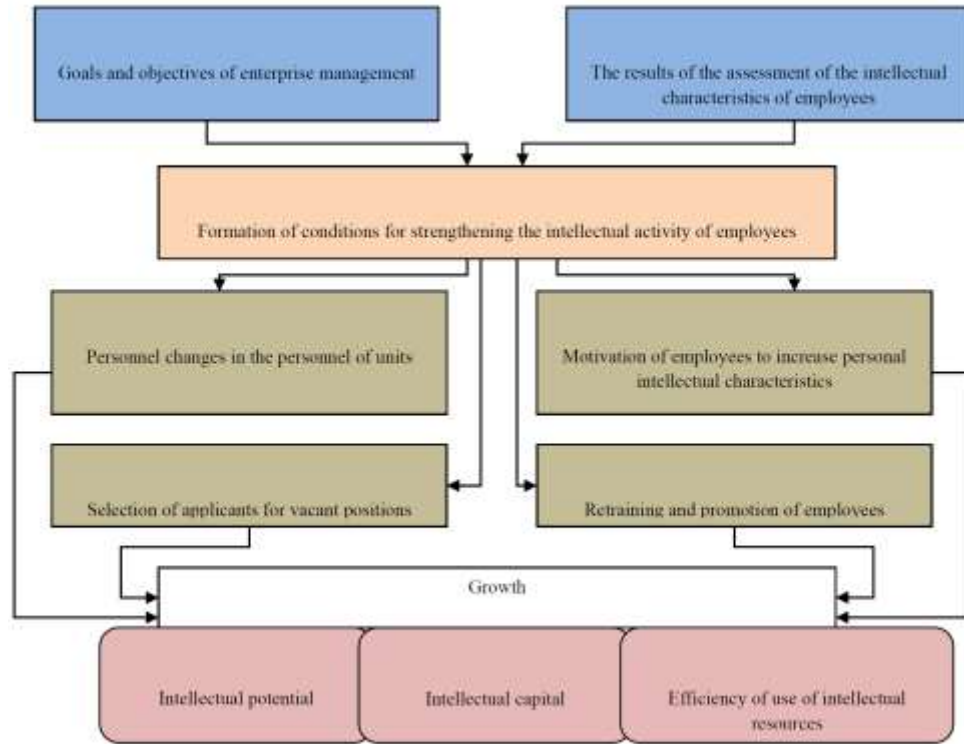 Goals and objectives of enterprise management
The results of the assessment of the intellectual
characteristics of employees
Formation of conditions for strengthening the intellectual activity of employees
Personnel changes in the personnel of units
Motivation of employees to increase personal
intellectual characteristics
Selection of applicants for vacant positions
Retraining and promotion of employees
Growth
Intellectual potential
Intellectual capital
Efficiency of use of intellectual
resources